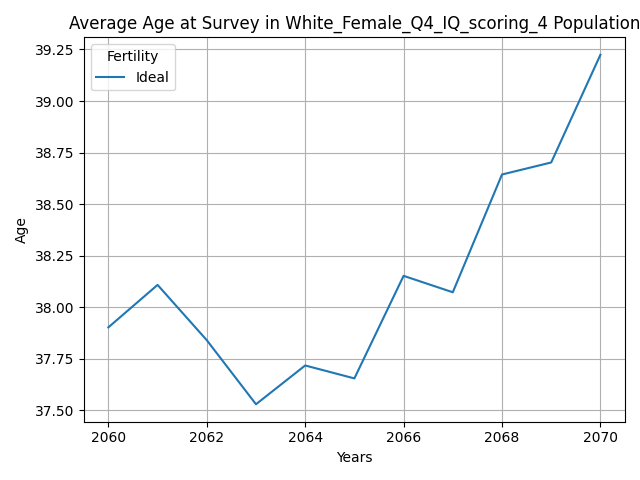 Average Age at Survey in White_Female_Q4_IQ_scoring_4 Population
Fertility
Ideal
Age
39.25
39.00
38.75
38.50
38.25
38.00
37.75
37.50
2060
2062
2064
2066
2068
2070
Years